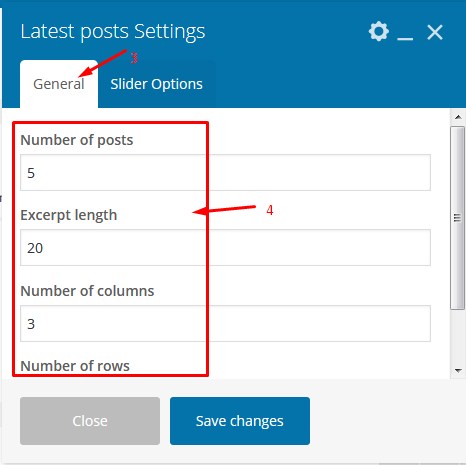 Latest posts Settings
3
General
Slider Options
Number of posts
5
4
Excerpt length
20
Number of columns
3
Number of rows
Close
Save changes